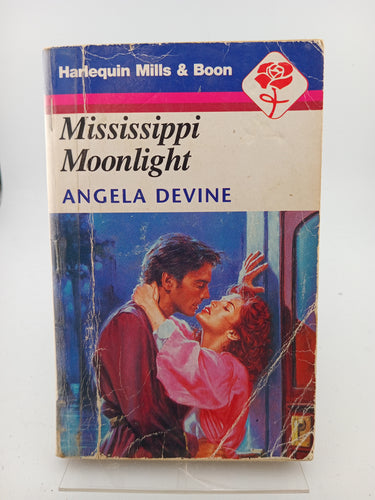 Harlequin Mills & Boon
Mississippi
Moonlight
ANGELA DEVINE